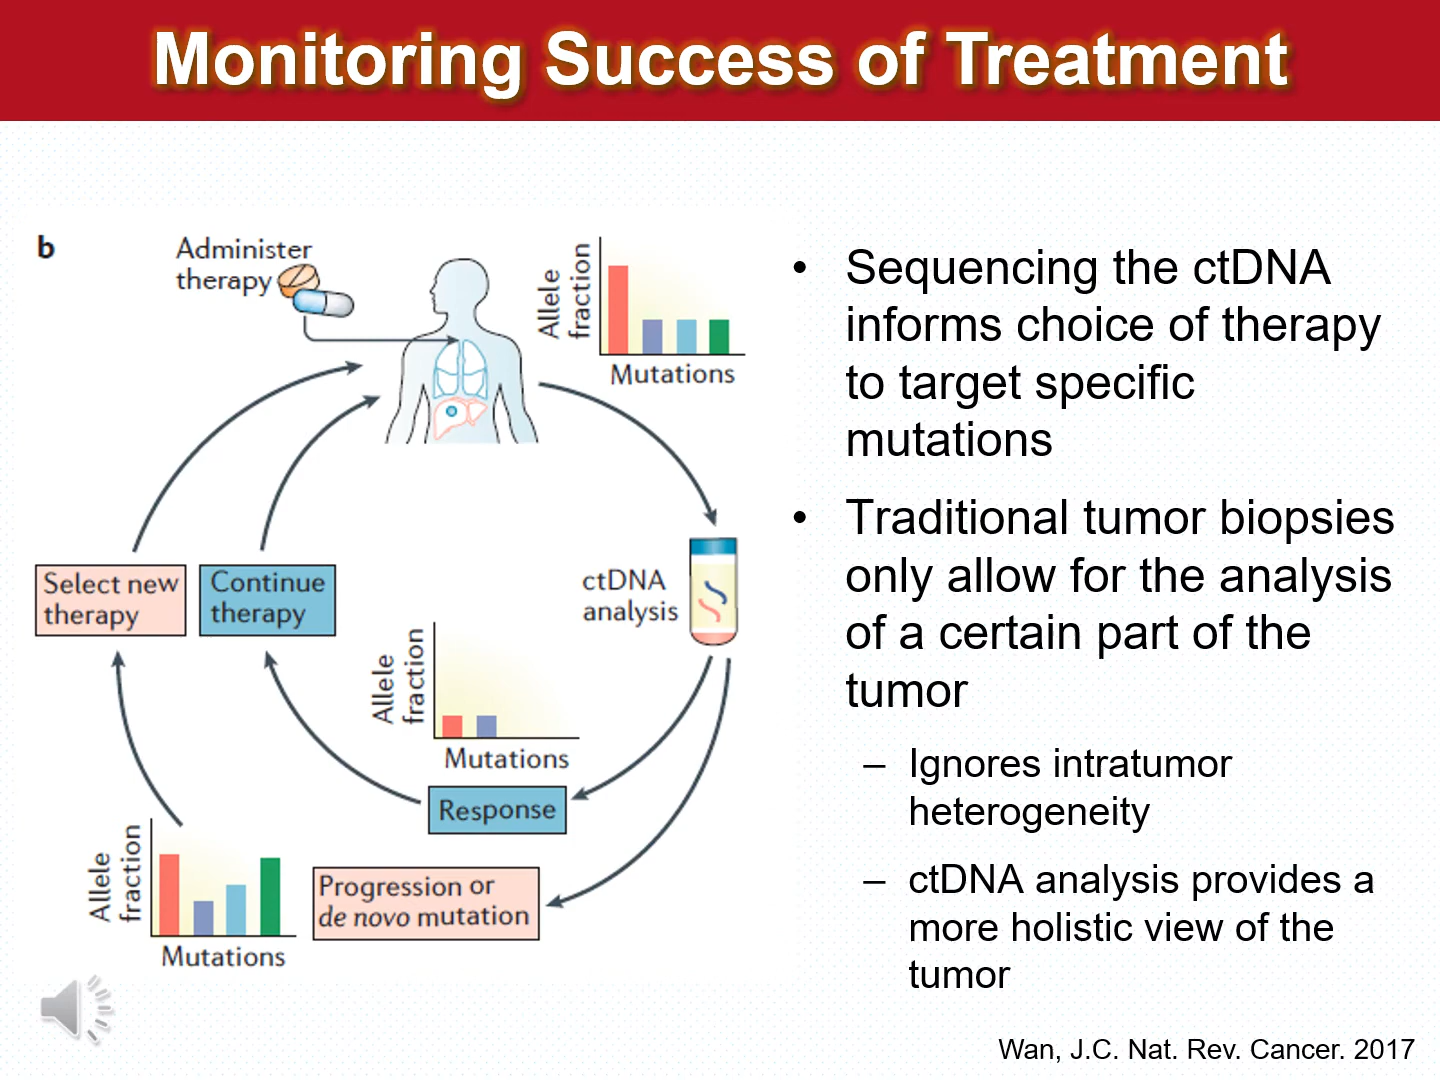 Monitoring Success of Treatment
b
Administer
therapy
Allele
fraction
Mutations
ctDNA
analysis
Select new
therapy
Continue
therapy
Allele
fraction
Mutations
Response
Progression or
de novo mutation
Allele
fraction
Mutations
• Sequencing the ctDNA
informs choice of therapy
to target specific
mutations
• Traditional tumor biopsies
only allow for the analysis
of a certain part of the
tumor
– Ignores intratumor
heterogeneity
– ctDNA analysis provides a
more holistic view of the
tumor
Wan, J.C. Nat. Rev. Cancer. 2017